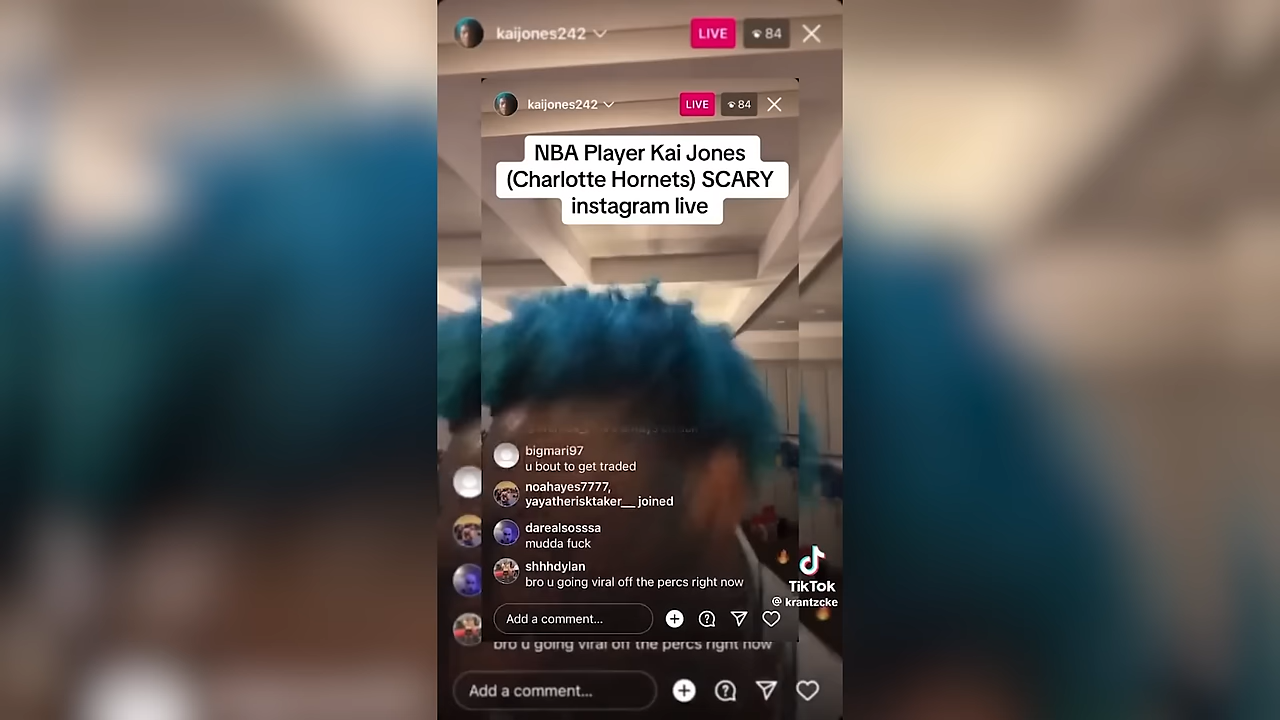 kaijones242
LIVE
84
kaijones242
LIVE
84
NBA Player Kai Jones
(Charlotte Hornets) SCARY
instagram live
bigmari97
u bout to get traded
noahayes7777,
yayatherisktaker__ joined
darealsosssa
mudda fuck
shhhdylan
bro u going viral off the percs right now
Add a comment...
TikTok
@ krantzcke
bro u going viral off the percs right now
Add a comment...